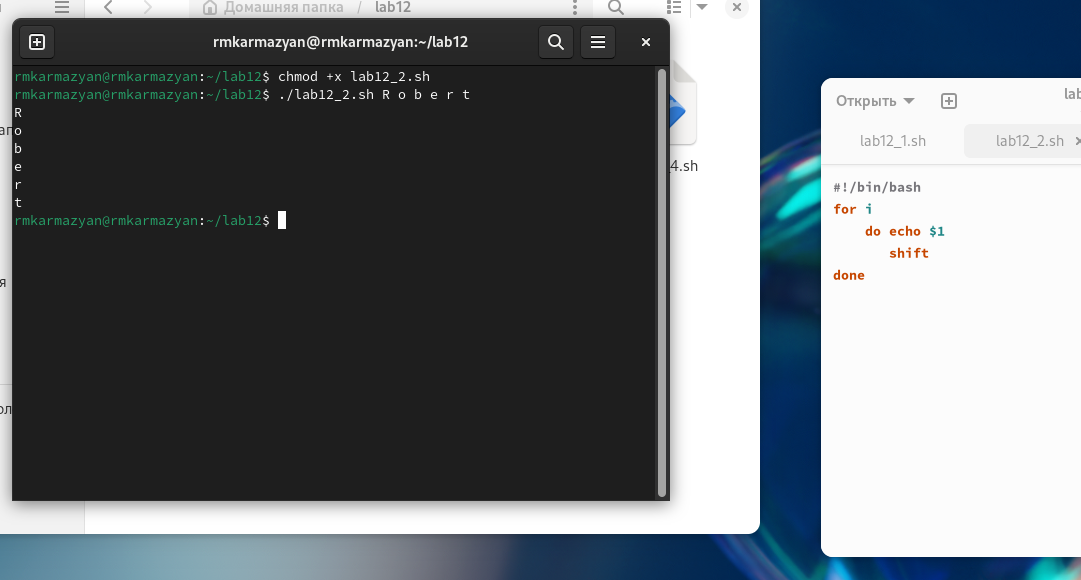 Домашняя папка / lab12
rmkarmazyan@rmkarmazyan:~/lab12
rmkarmazyan@rmkarmazyan:~/lab12$ chmod +x lab12_2.sh
rmkarmazyan@rmkarmazyan:~/lab12$ ./lab12_2.sh R o b e r t
R
o
b
e
r
t
rmkarmazyan@rmkarmazyan:~/lab12$
4.sh
Открыть
lab12_1.sh
lab12_2.sh
#!/bin/bash
for i
do echo $1
shift
done